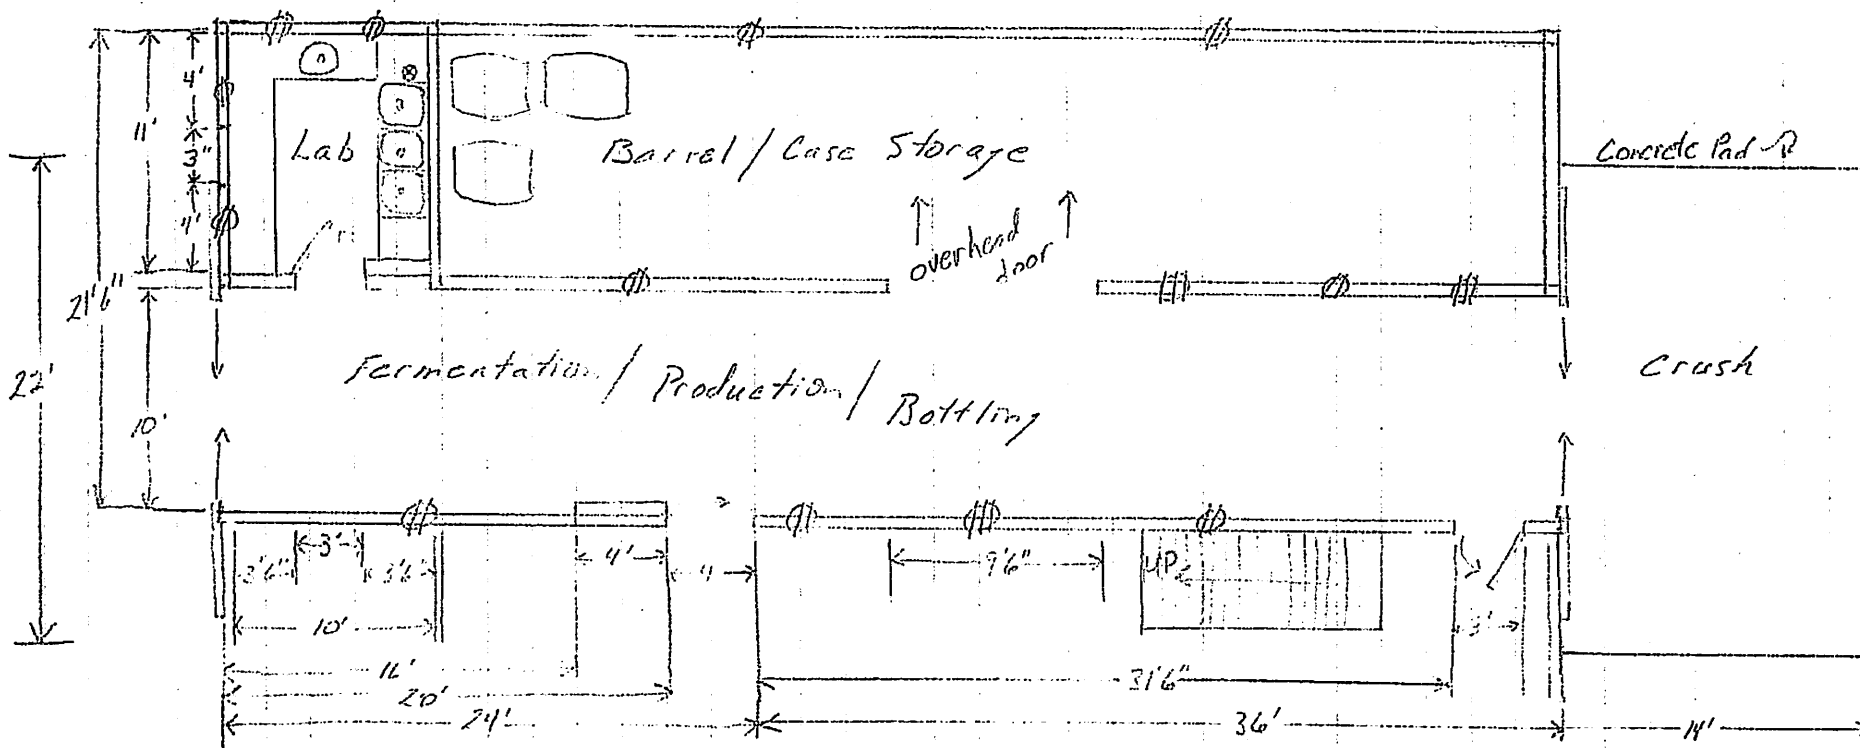 4'
11'
Lab
Barrel / Case Storage
3"
Concrete Pad
4'
overhead
door
21'6"
22'
Fermentation / Production / Bottling
Crush
10'
3'
4'
3'6"
3'6"
4
9'6"
UP
10'
3'
16'
31'6"
20'
24'
36'
14'